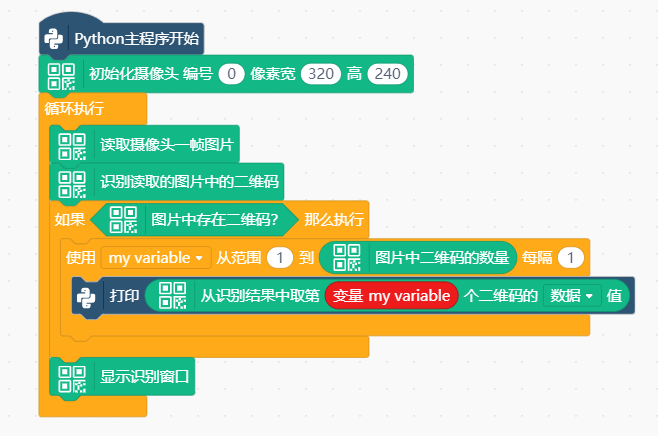 Python主程序开始
初始化摄像头 编号 0 像素宽 320 高 240
循环执行
读取摄像头一帧图片
识别读取的图片中的二维码
如果 图片中存在二维码? 那么执行
使用 my variable 从范围 1 到 图片中二维码的数量 每隔 1
打印 从识别结果中取第 变量 my variable 个二维码的 数据 值
显示识别窗口